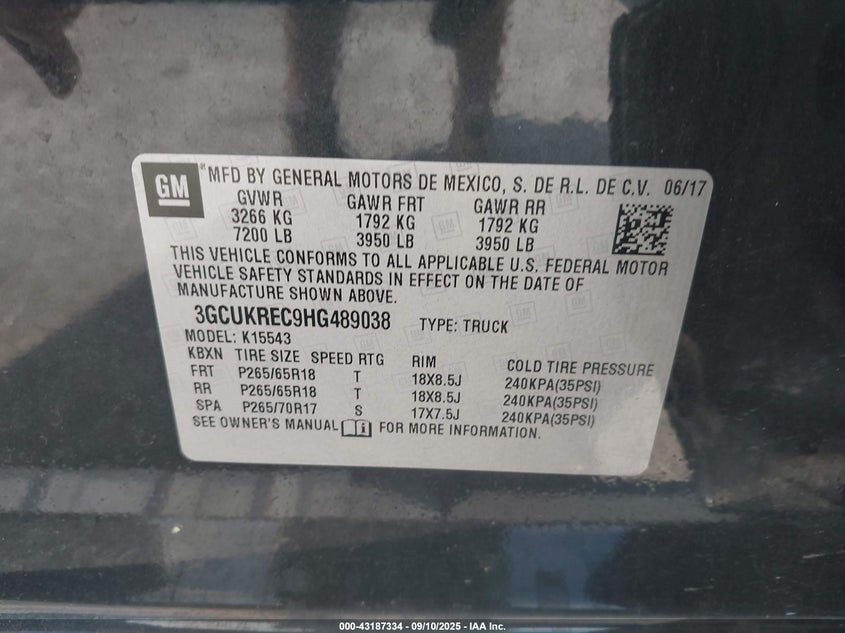 GM
MFD BY GENERAL MOTORS DE MEXICO, S. DE R.L. DE C.V. 06/17
GVWR GAWR FRT GAWR RR
3266 KG 1792 KG 1792 KG
7200 LB 3950 LB 3950 LB
THIS VEHICLE CONFORMS TO ALL APPLICABLE U.S. FEDERAL MOTOR
VEHICLE SAFETY STANDARDS IN EFFECT ON THE DATE OF
MANUFACTURE SHOWN ABOVE.
3GCUKREC9HG489038 TYPE: TRUCK
MODEL: K15543
KBXN TIRE SIZE SPEED RTG RIM COLD TIRE PRESSURE
FRT P265/65R18 T 18X8.5J 240KPA(35PSI)
RR P265/65R18 T 18X8.5J 240KPA(35PSI)
SPA P265/70R17 S 17X7.5J 240KPA(35PSI)
SEE OWNER'S MANUAL FOR MORE INFORMATION.
000-43187334 - 09/10/2025 - IAA Inc.